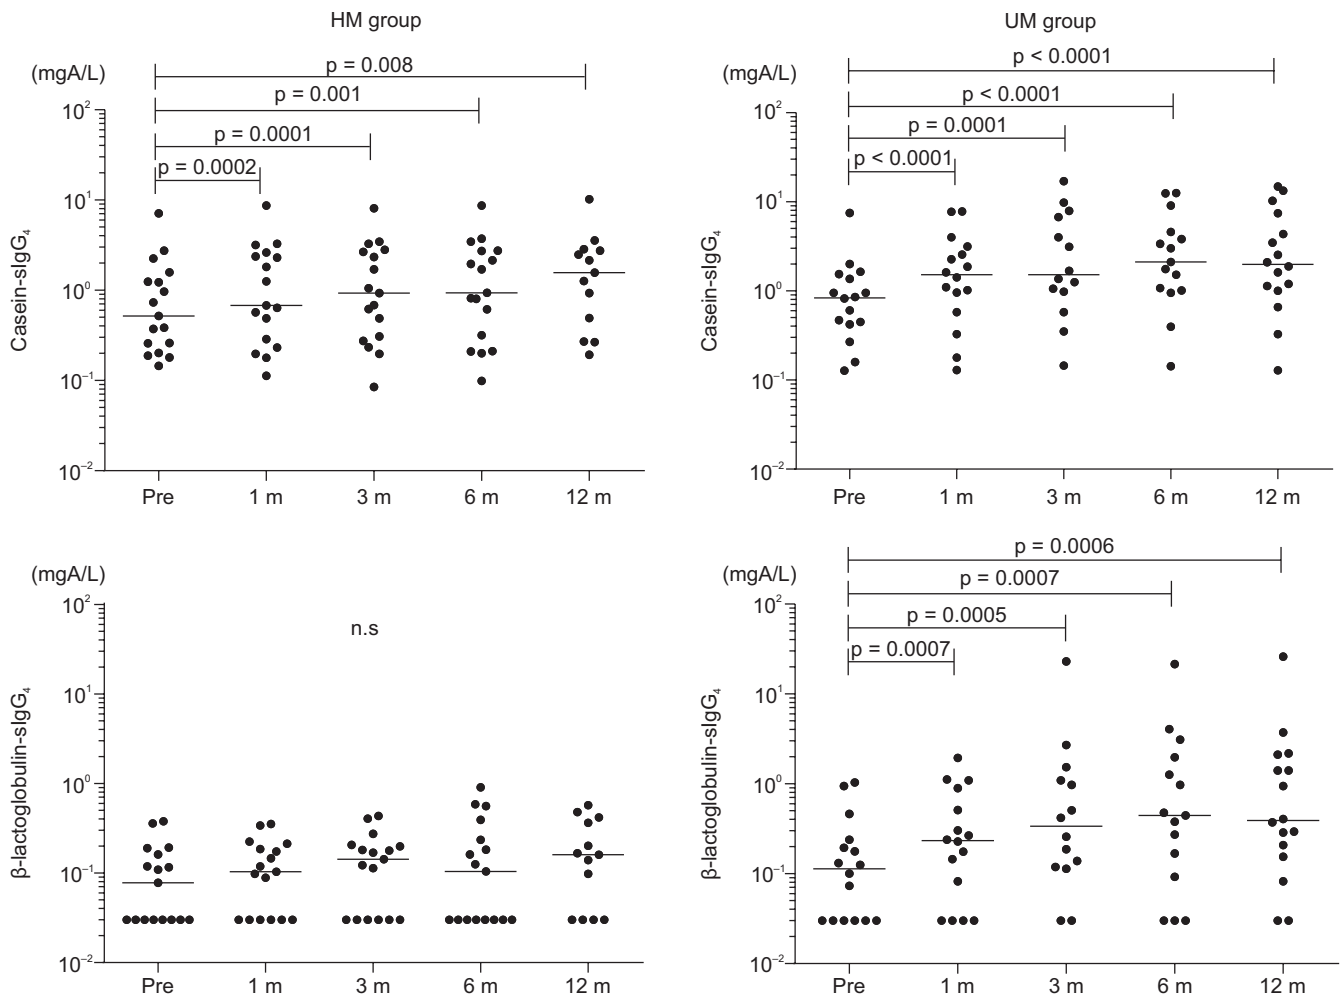 HM group
(mgA/L)
p = 0.008
p = 0.001
p = 0.0001
p = 0.0002
10²
10¹
10⁰
10⁻¹
10⁻²
Casein-sIgG₄
Pre 1 m 3 m 6 m 12 m
UM group
(mgA/L)
p < 0.0001
p < 0.0001
p = 0.0001
p < 0.0001
10²
10¹
10⁰
10⁻¹
10⁻²
Casein-sIgG₄
Pre 1 m 3 m 6 m 12 m
(mgA/L)
n.s
10²
10¹
10⁰
10⁻¹
10⁻²
β-lactoglobulin-sIgG₄
Pre 1 m 3 m 6 m 12 m
(mgA/L)
p = 0.0006
p = 0.0007
p = 0.0005
p = 0.0007
10²
10¹
10⁰
10⁻¹
10⁻²
β-lactoglobulin-sIgG₄
Pre 1 m 3 m 6 m 12 m